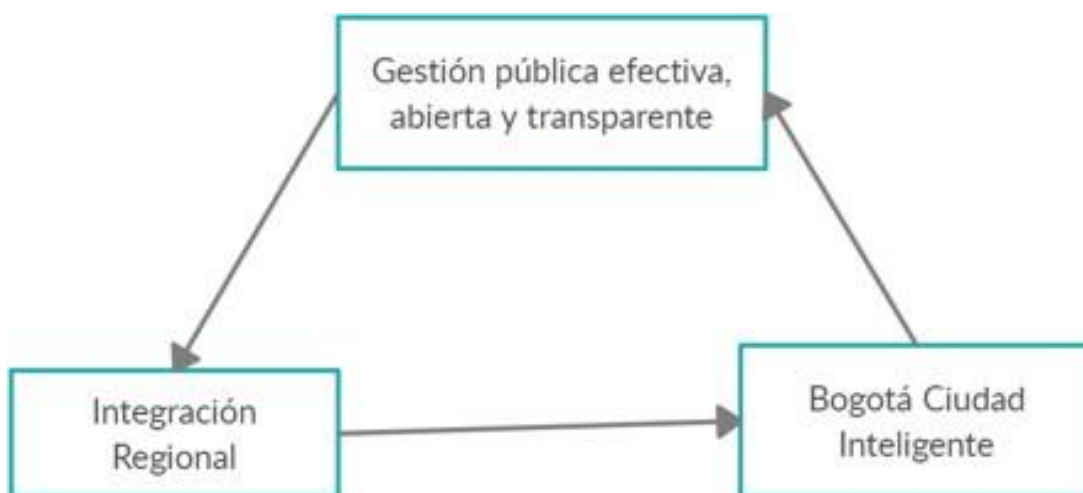 Gestión pública efectiva,
abierta y transparente
Integración
Regional
Bogotá Ciudad
Inteligente